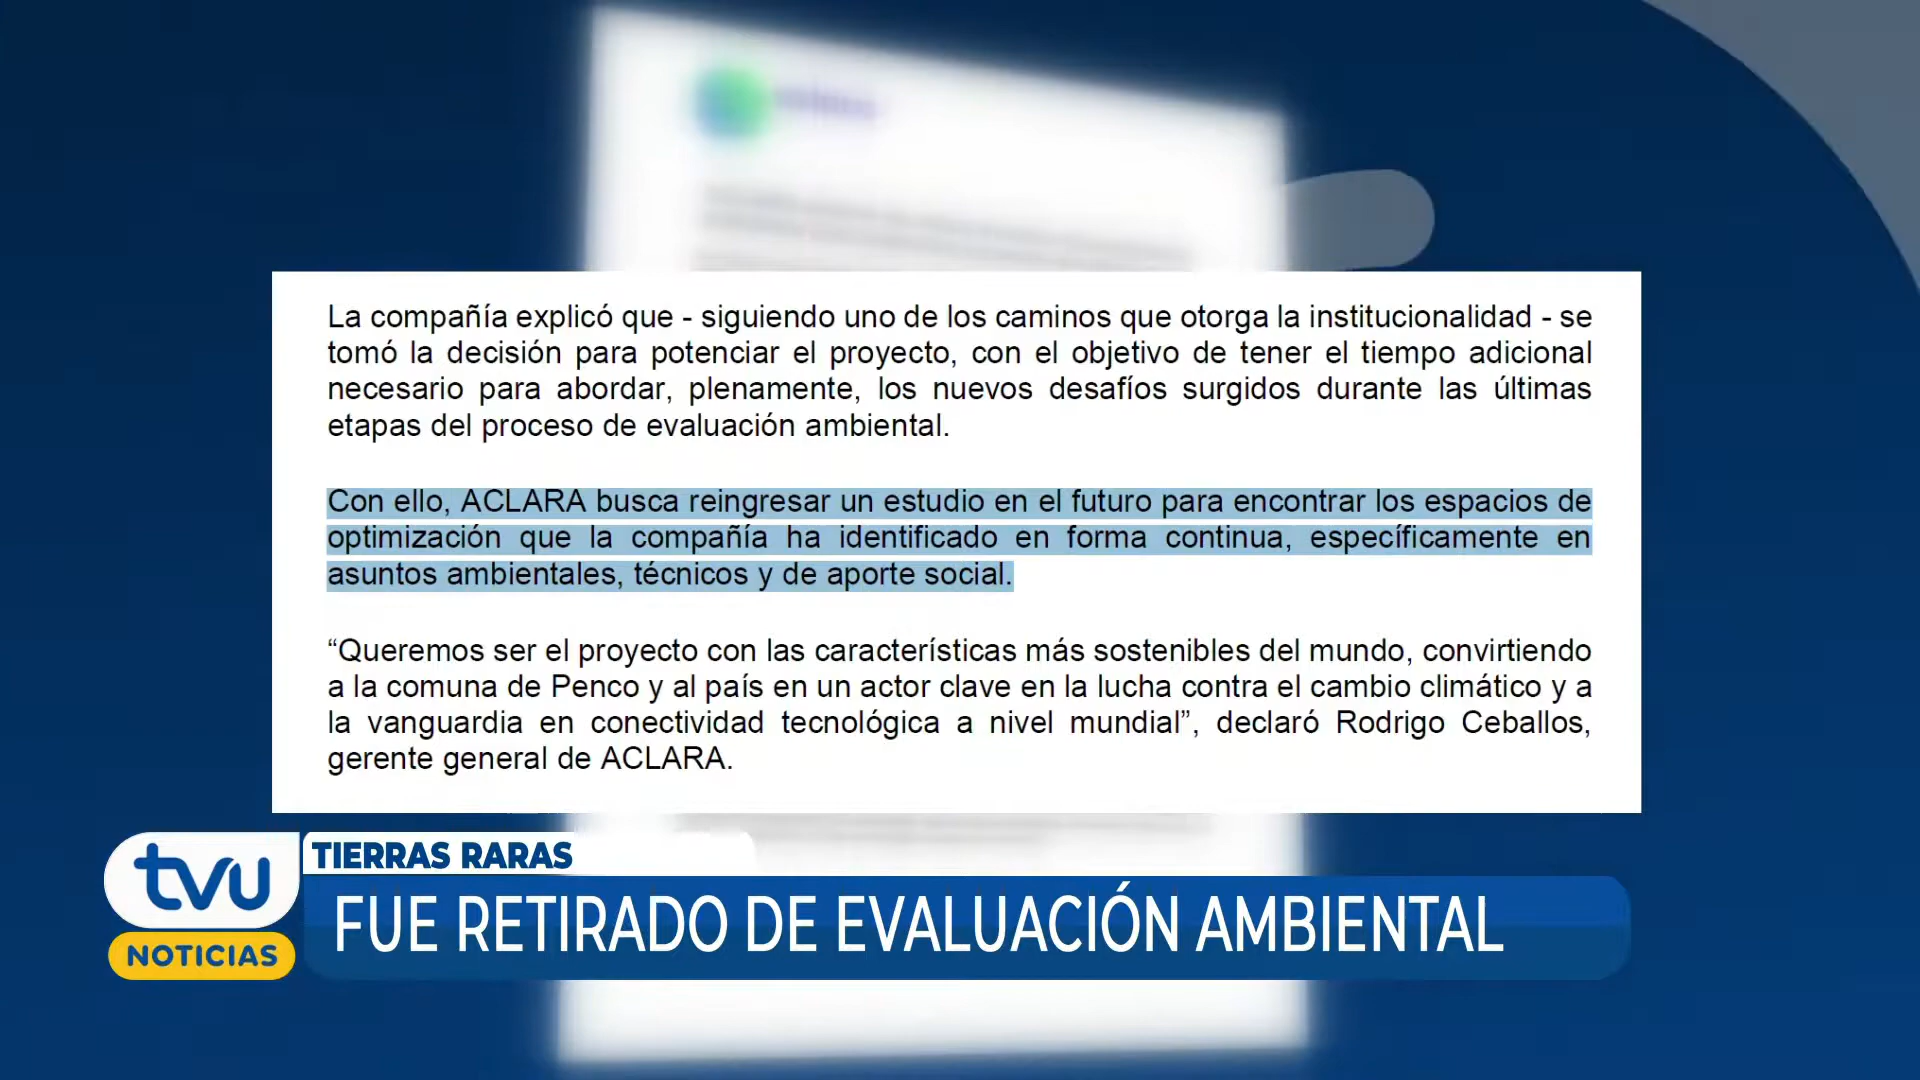 La compañía explicó que - siguiendo uno de los caminos que otorga la institucionalidad - se
tomó la decisión para potenciar el proyecto, con el objetivo de tener el tiempo adicional
necesario para abordar, plenamente, los nuevos desafíos surgidos durante las últimas
etapas del proceso de evaluación ambiental.
Con ello, ACLARA busca reingresar un estudio en el futuro para encontrar los espacios de
optimización que la compañía ha identificado en forma continua, específicamente en
asuntos ambientales, técnicos y de aporte social.
“Queremos ser el proyecto con las características más sostenibles del mundo, convirtiendo
a la comuna de Penco y al país en un actor clave en la lucha contra el cambio climático y a
la vanguardia en conectividad tecnológica a nivel mundial”, declaró Rodrigo Ceballos,
gerente general de ACLARA.
TIERRAS RARAS
FUE RETIRADO DE EVALUACIÓN AMBIENTAL
tvu
NOTICIAS